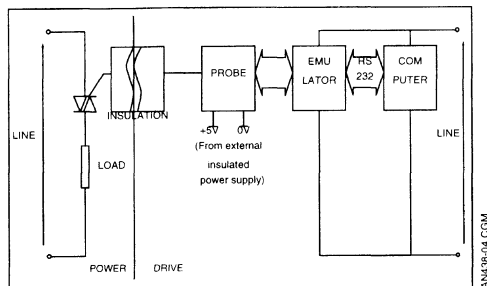 INSULATION
PROBE
EMU
LATOR
RS
232
COM
PUTER
LINE
LOAD
+5V
0V
(From external
insulated
power supply)
LINE
POWER
DRIVE
AN438-04.CGM